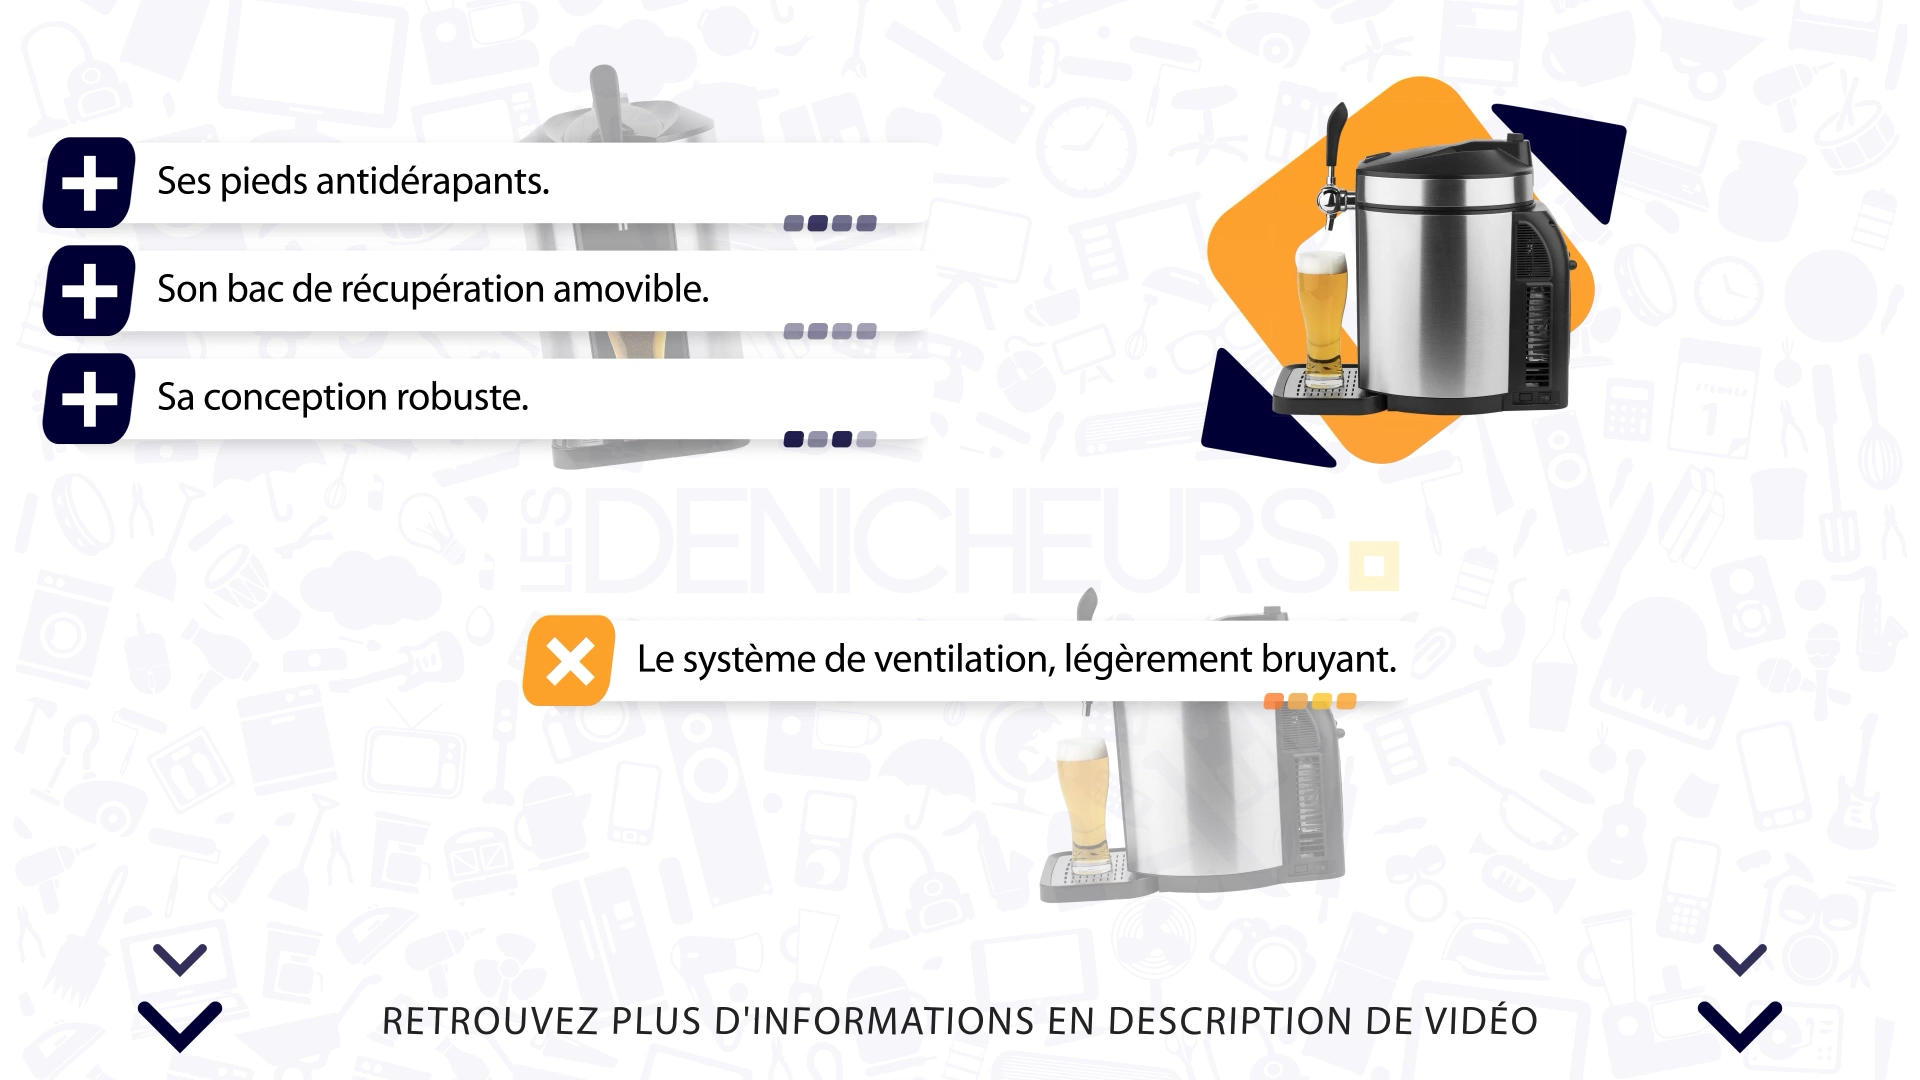 Ses pieds antidérapants.
Son bac de récupération amovible.
Sa conception robuste.
LES DENICHEURS
Le système de ventilation, légèrement bruyant.
RETROUVEZ PLUS D'INFORMATIONS EN DESCRIPTION DE VIDÉO